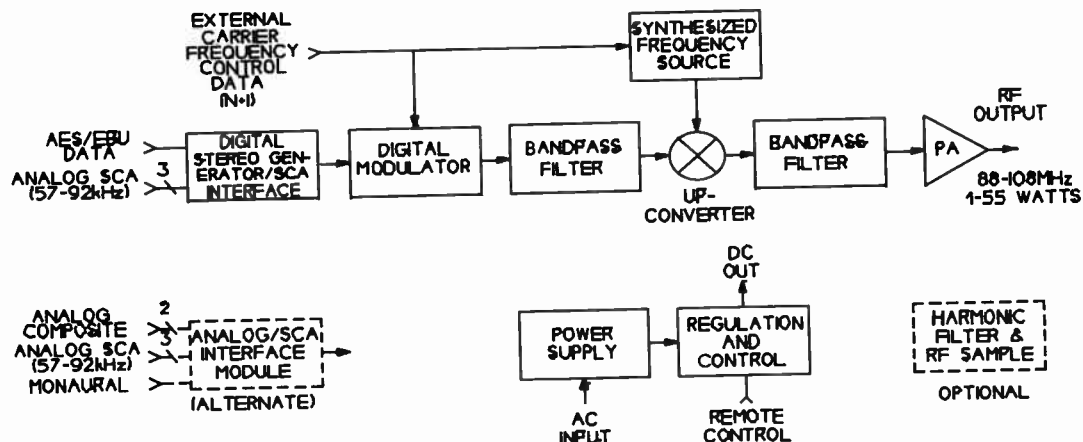 EXTERNAL
CARRIER
FREQUENCY
CONTROL
DATA
(N+1)
SYNTHESIZED
FREQUENCY
SOURCE
AES/EBU
DATA
ANALOG SCA
(57-92kHz)
3
DIGITAL
STEREO GEN-
ERATOR/SCA
INTERFACE
DIGITAL
MODULATOR
BANDPASS
FILTER
UP-
CONVERTER
BANDPASS
FILTER
PA
RF
OUTPUT
88-108MHz
1-55 WATTS
ANALOG
COMPOSITE
2
ANALOG SCA
(57-92kHz)
3
MONAURAL
ANALOG/SCA
INTERFACE
MODULE
(ALTERNATE)
POWER
SUPPLY
AC
INPUT
DC
OUT
REGULATION
AND
CONTROL
REMOTE
CONTROL
HARMONIC
FILTER &
RF SAMPLE
OPTIONAL